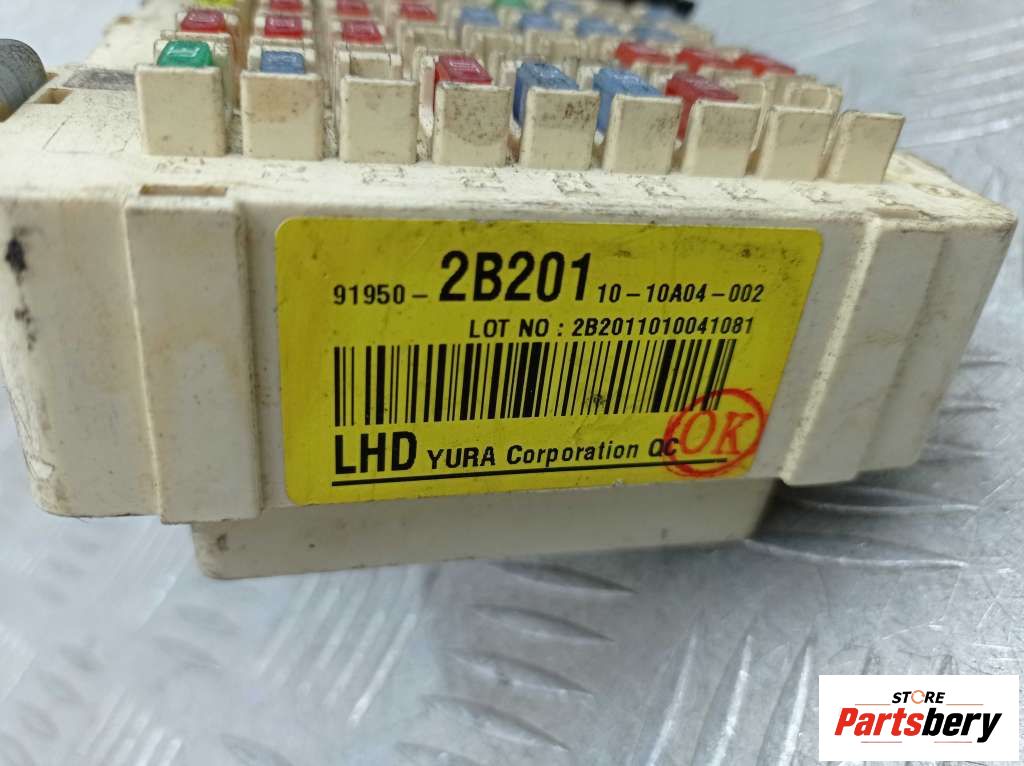 91950-2B201 10-10A04-002
LOT NO : 2B2011010041081
LHD YURA Corporation QC
OK
STORE
Partsbery